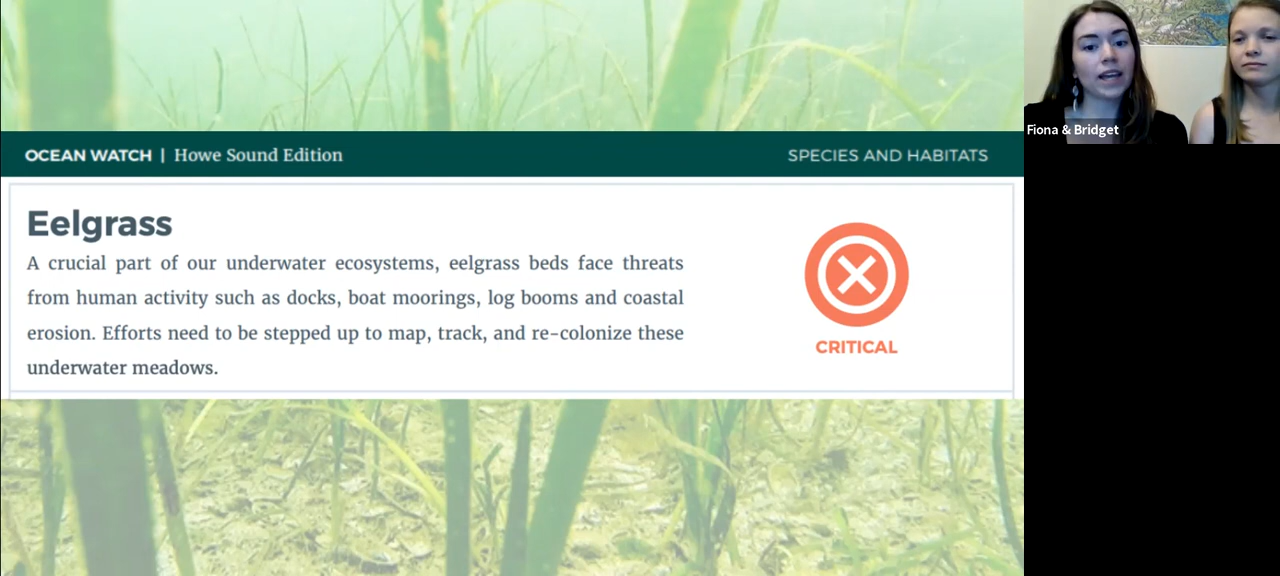 OCEAN WATCH | Howe Sound Edition
SPECIES AND HABITATS
Fiona & Bridget
Eelgrass
A crucial part of our underwater ecosystems, eelgrass beds face threats
from human activity such as docks, boat moorings, log booms and coastal
erosion. Efforts need to be stepped up to map, track, and re-colonize these
underwater meadows.
CRITICAL